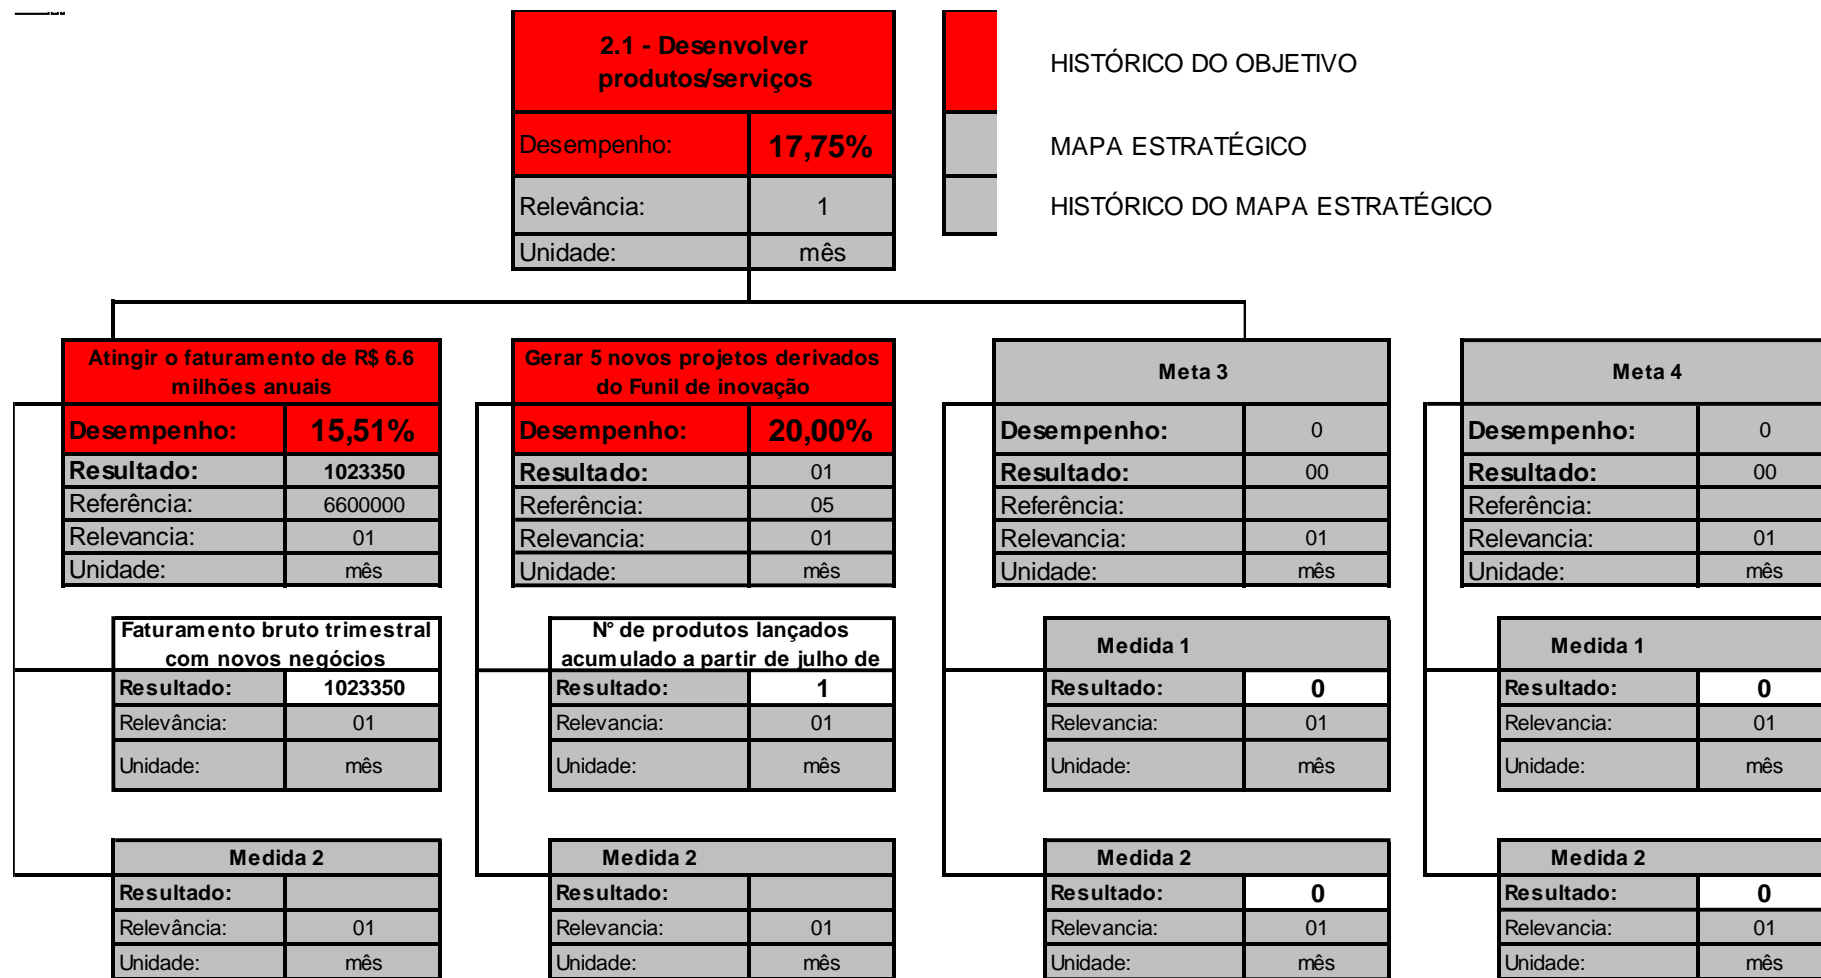 2.1 - Desenvolver
produtos/serviços
Desempenho: 17,75%
Relevância: 1
Unidade: mês
HISTÓRICO DO OBJETIVO
MAPA ESTRATÉGICO
HISTÓRICO DO MAPA ESTRATÉGICO
Atingir o faturamento de R$ 6.6
milhões anuais
Desempenho: 15,51%
Resultado: 1023350
Referência: 6600000
Relevancia: 01
Unidade: mês
Faturamento bruto trimestral
com novos negócios
Resultado: 1023350
Relevância: 01
Unidade: mês
Medida 2
Resultado:
Relevância: 01
Unidade: mês
Gerar 5 novos projetos derivados
do Funil de inovação
Desempenho: 20,00%
Resultado: 01
Referência: 05
Relevancia: 01
Unidade: mês
N° de produtos lançados
acumulado a partir de julho de
Resultado: 1
Relevancia: 01
Unidade: mês
Medida 2
Resultado:
Relevancia: 01
Unidade: mês
Meta 3
Desempenho: 0
Resultado: 00
Referência:
Relevancia: 01
Unidade: mês
Medida 1
Resultado: 0
Relevancia: 01
Unidade: mês
Medida 2
Resultado: 0
Relevancia: 01
Unidade: mês
Meta 4
Desempenho: 0
Resultado: 00
Referência:
Relevancia: 01
Unidade: mês
Medida 1
Resultado: 0
Relevancia: 01
Unidade: mês
Medida 2
Resultado: 0
Relevancia: 01
Unidade: mês